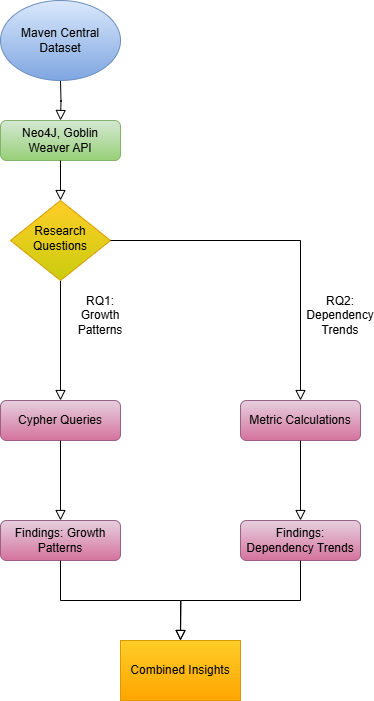 Maven Central
Dataset
Neo4J, Goblin
Weaver API
Research
Questions
RQ1:
Growth
Patterns
RQ2:
Dependency
Trends
Cypher Queries
Metric Calculations
Findings: Growth
Patterns
Findings:
Dependency Trends
Combined Insights